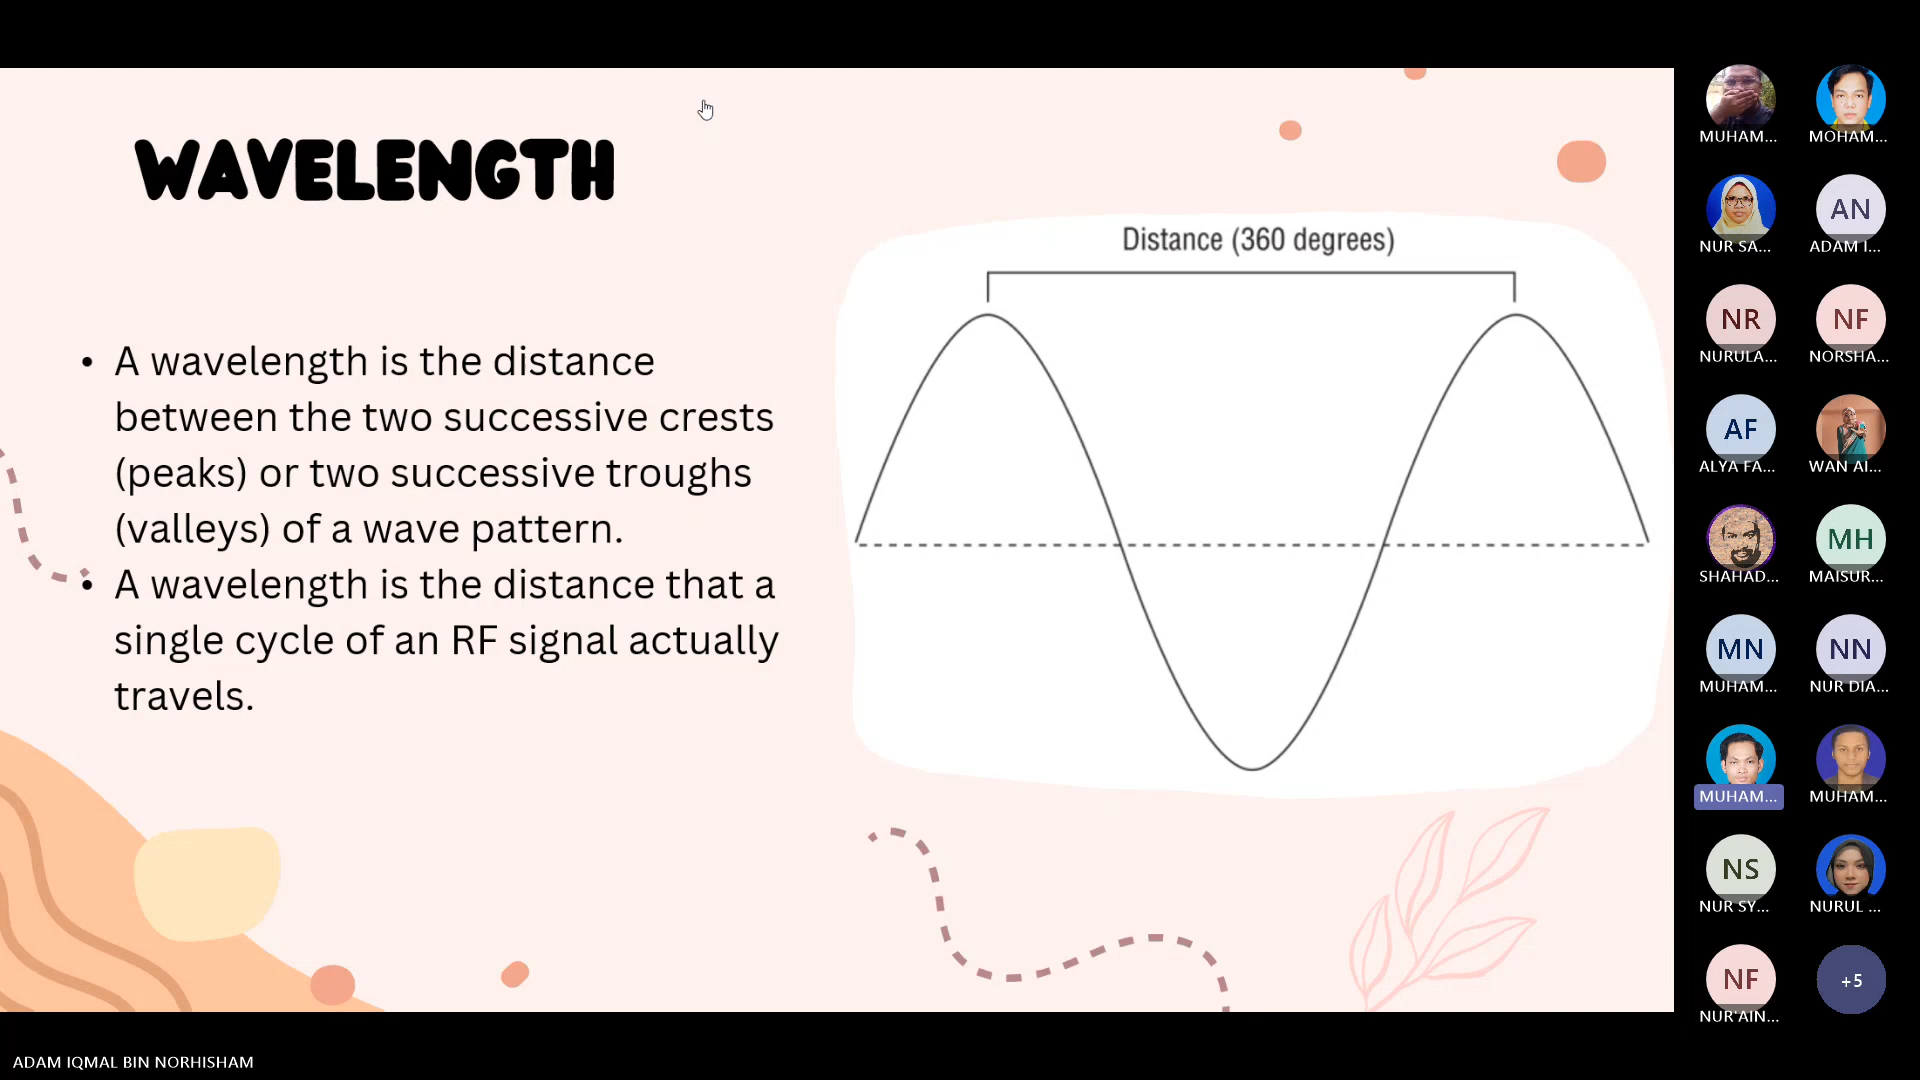 WAVELENGTH
• A wavelength is the distance
between the two successive crests
(peaks) or two successive troughs
(valleys) of a wave pattern.
• A wavelength is the distance that a
single cycle of an RF signal actually
travels.
Distance (360 degrees)
MUHAM...
MOHAM...
NUR SA...
AN
ADAM I...
NR
NURULA...
NF
NORSHA...
AF
ALYA FA...
WAN AI...
SHAHAD...
MH
MAISUR...
MN
MUHAM...
NN
NUR DIA...
MUHAM...
MUHAM...
NS
NUR SY...
NURUL ...
NF
NUR'AIN...
+5
ADAM IQMAL BIN NORHISHAM